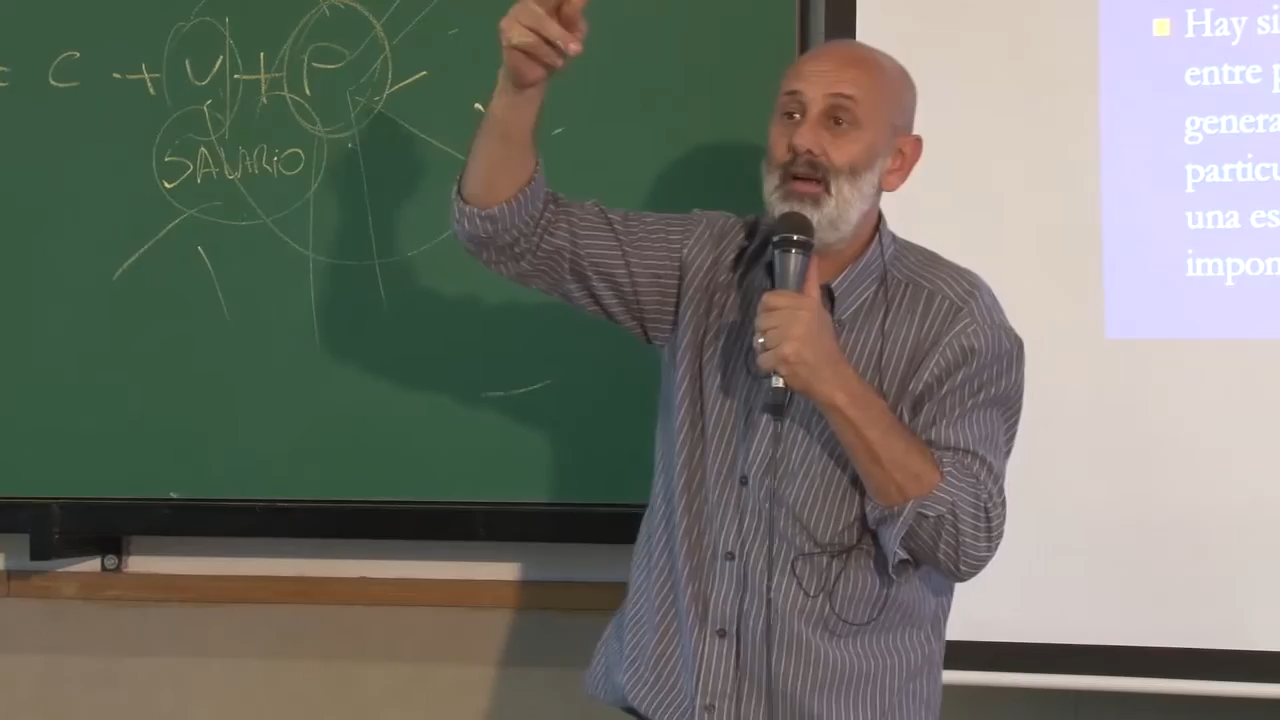 = C + V + P
SALARIO
Hay si
entre p
genera
particu
una es
impon